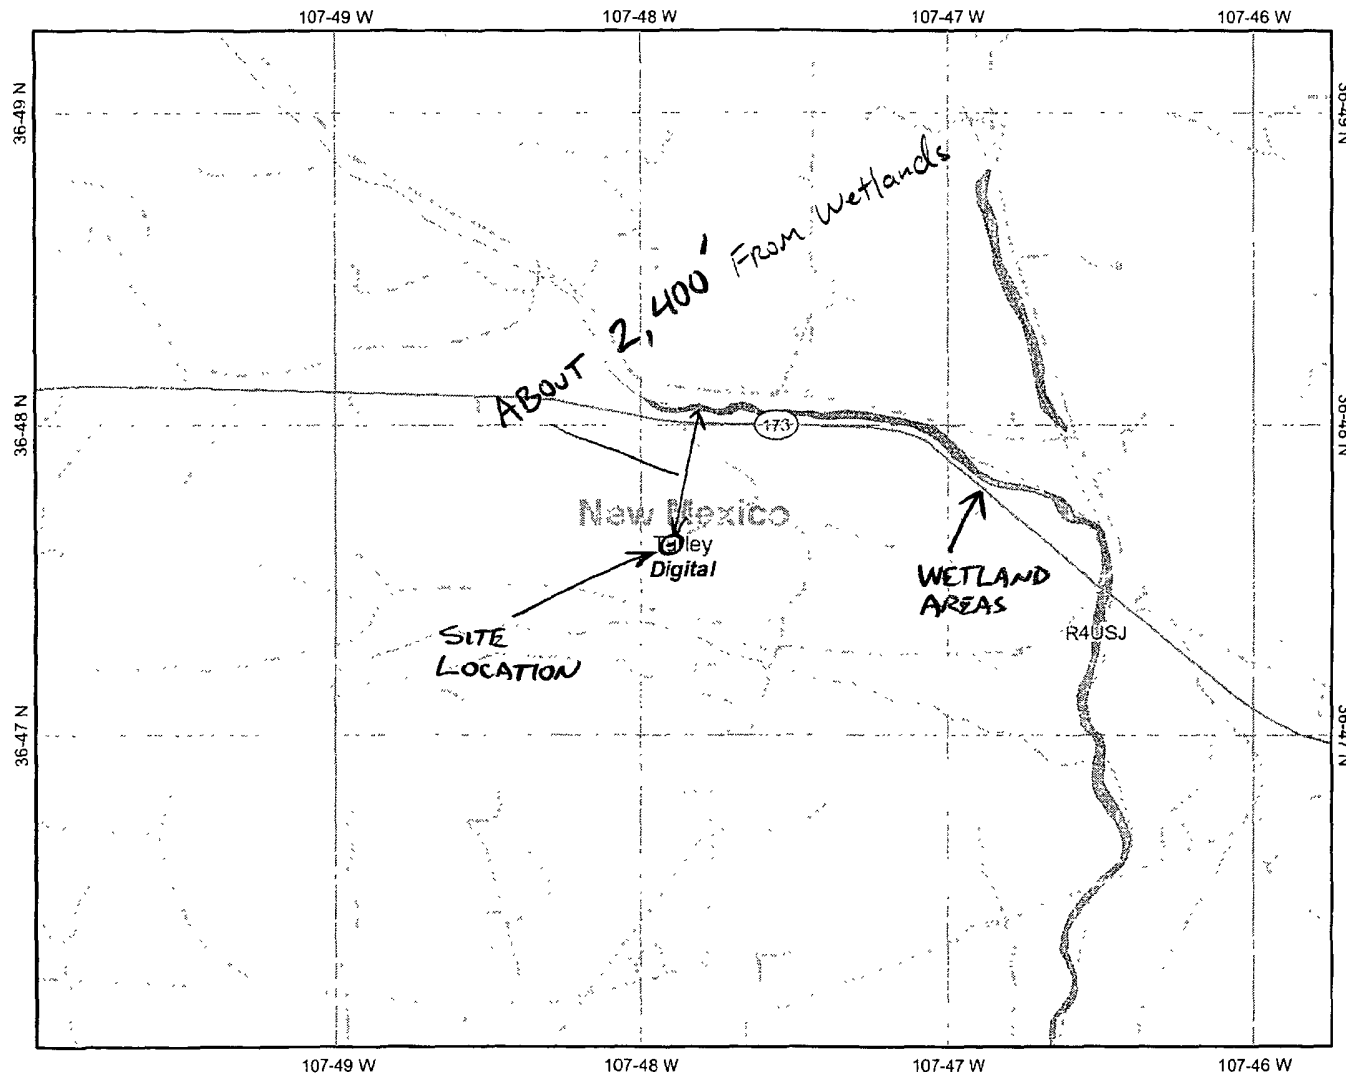 107-49 W
107-48 W
107-47 W
107-46 W
36-49 N
36-49 N
ABOUT 2,400' FROM Wetlands
36-48 N
36-48 N
173
New Mexico
Turley
Digital
WETLAND
AREAS
SITE
LOCATION
R4USJ
36-47 N
36-47 N
107-49 W
107-48 W
107-47 W
107-46 W